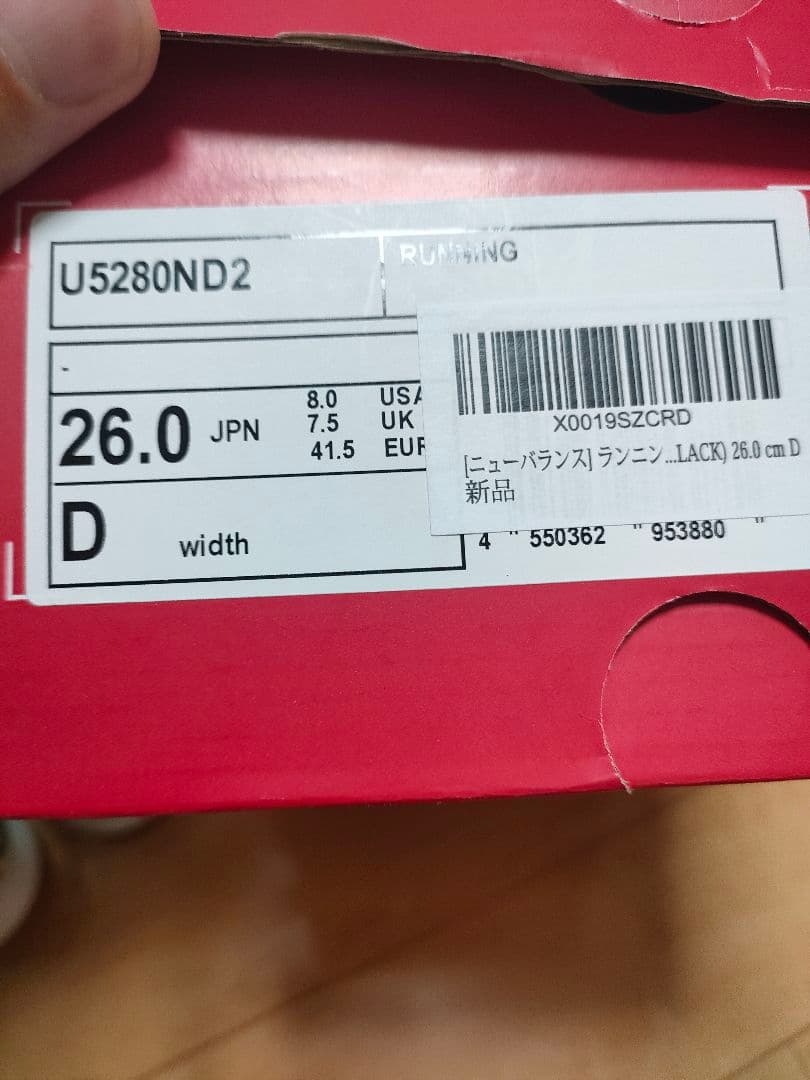 U5280ND2
RUNNING
-
26.0 JPN
8.0 USA
7.5 UK
41.5 EUR
D width
X0019SZCRD
[ニューバランス] ランニン...LACK) 26.0 cm D
新品
4 " 550362 " 953880 "